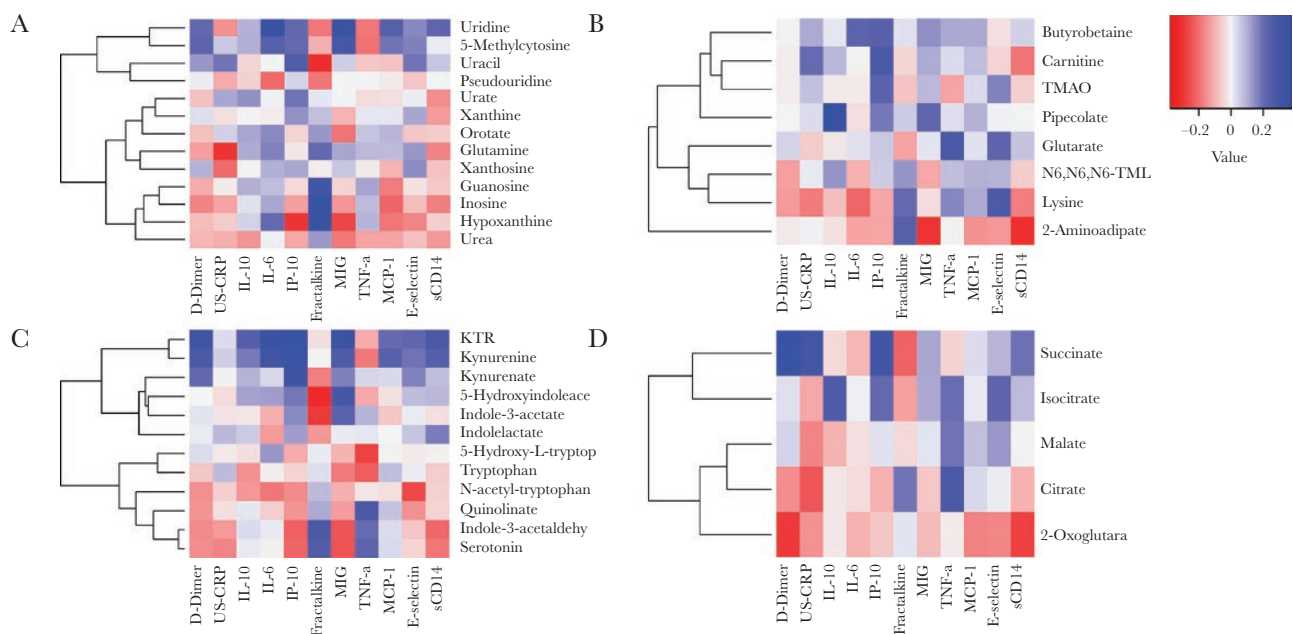 A
Uridine
5-Methylcytosine
Uracil
Pseudouridine
Urate
Xanthine
Orotate
Glutamine
Xanthosine
Guanosine
Inosine
Hypoxanthine
Urea
D-Dimer
US-CRP
IL-10
IL-6
IP-10
Fractalkine
MIG
TNF-a
MCP-1
E-selectin
sCD14
B
Butyrobetaine
Carnitine
TMAO
Pipecolate
Glutarate
N6,N6,N6-TML
Lysine
2-Aminoadipate
D-Dimer
US-CRP
IL-10
IL-6
IP-10
Fractalkine
MIG
TNF-a
MCP-1
E-selectin
sCD14
−0.2 0 0.2
Value
C
KTR
Kynurenine
Kynurenate
5-Hydroxyindoleace
Indole-3-acetate
Indolelactate
5-Hydroxy-L-tryptop
Tryptophan
N-acetyl-tryptophan
Quinolinate
Indole-3-acetaldehy
Serotonin
D-Dimer
US-CRP
IL-10
IL-6
IP-10
Fractalkine
MIG
TNF-a
MCP-1
E-selectin
sCD14
D
Succinate
Isocitrate
Malate
Citrate
2-Oxoglutara
D-Dimer
US-CRP
IL-10
IL-6
IP-10
Fractalkine
MIG
TNF-a
MCP-1
E-selectin
sCD14